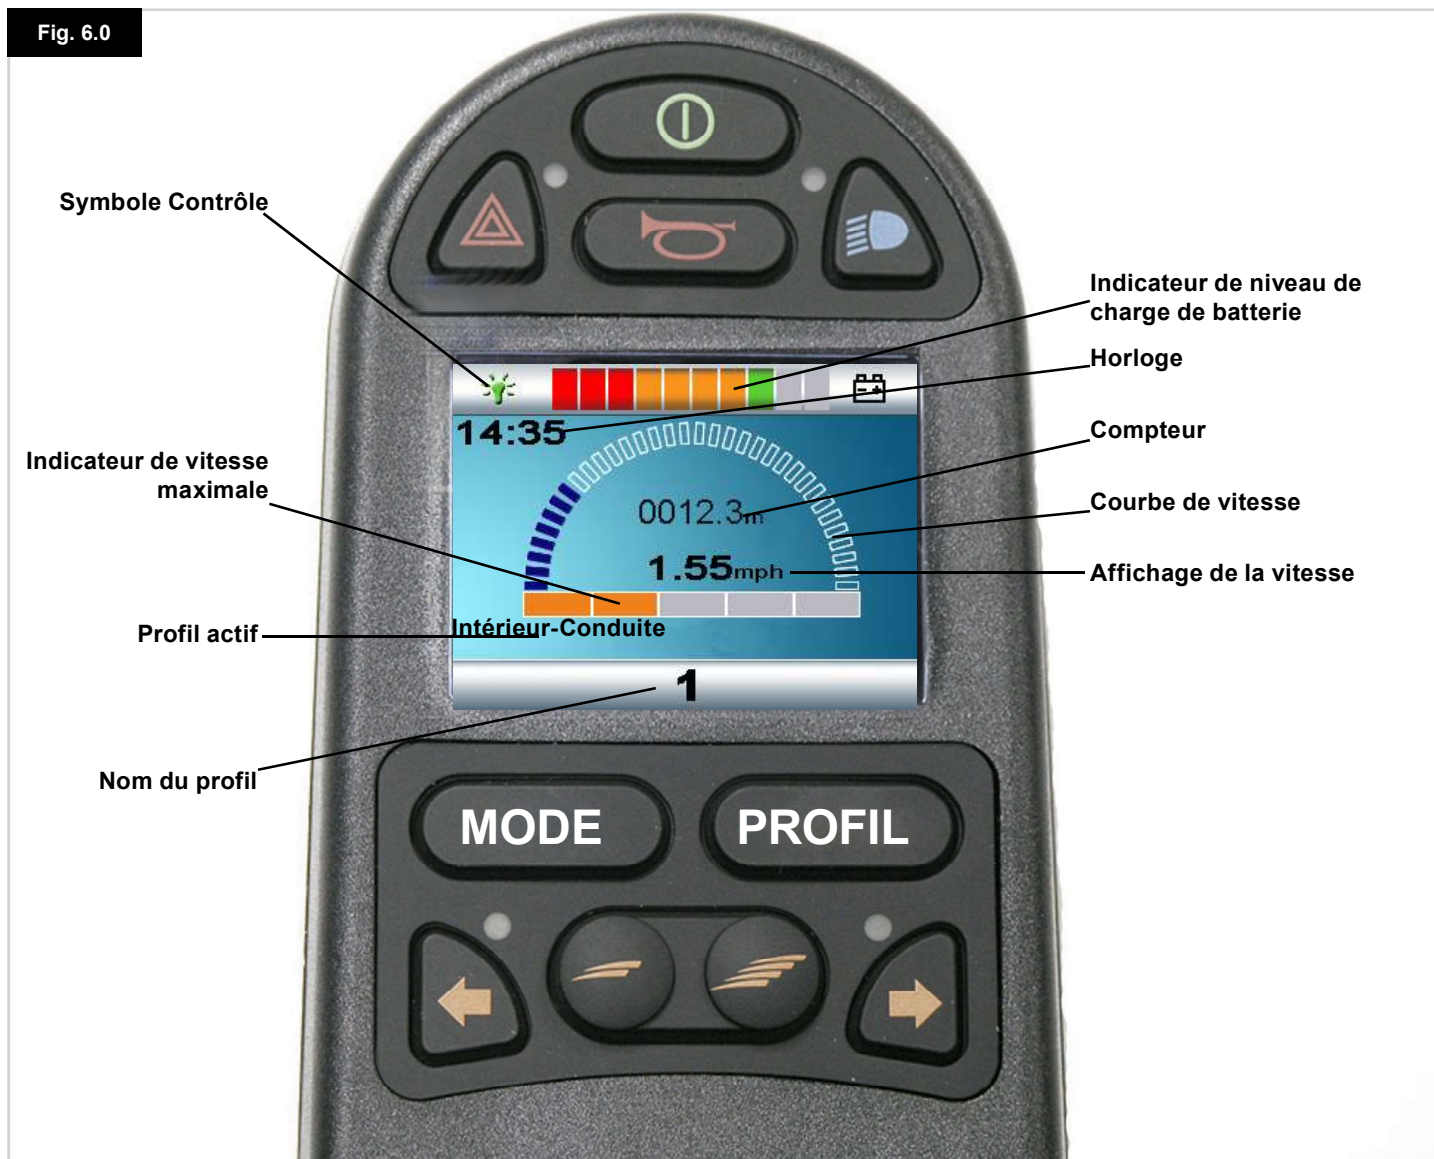 Fig. 6.0
Symbole Contrôle
Indicateur de niveau de
charge de batterie
Horloge
14:35
Compteur
Indicateur de vitesse
maximale
0012.3m
Courbe de vitesse
1.55mph
Affichage de la vitesse
Profil actif
Intérieur-Conduite
1
Nom du profil
MODE
PROFIL